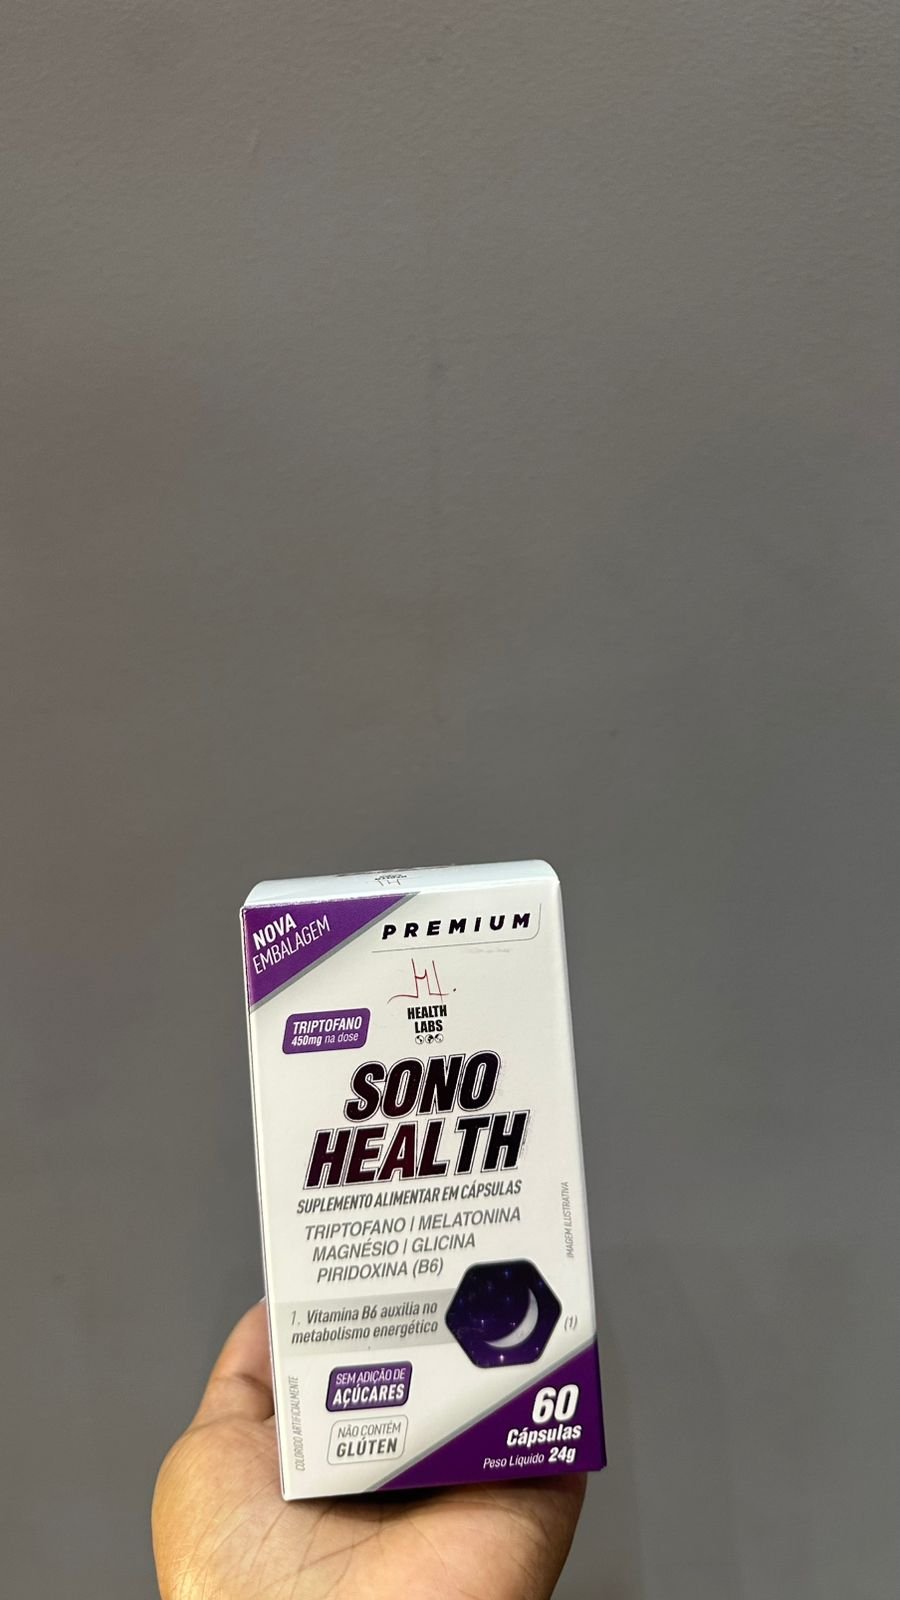 NOVA
EMBALAGEM
PREMIUM
HEALTH
LABS
TRIPTOFANO
450mg na dose
SONO
HEALTH
SUPLEMENTO ALIMENTAR EM CÁPSULAS
TRIPTOFANO | MELATONINA
MAGNÉSIO | GLICINA
PIRIDOXINA (B6)
IMAGEM ILUSTRATIVA
1. Vitamina B6 auxilia no
metabolismo energético
(1)
SEM ADIÇÃO DE
AÇÚCARES
NÃO CONTÉM
GLÚTEN
COLORIDO ARTIFICIALMENTE
60
Cápsulas
Peso Líquido 24g